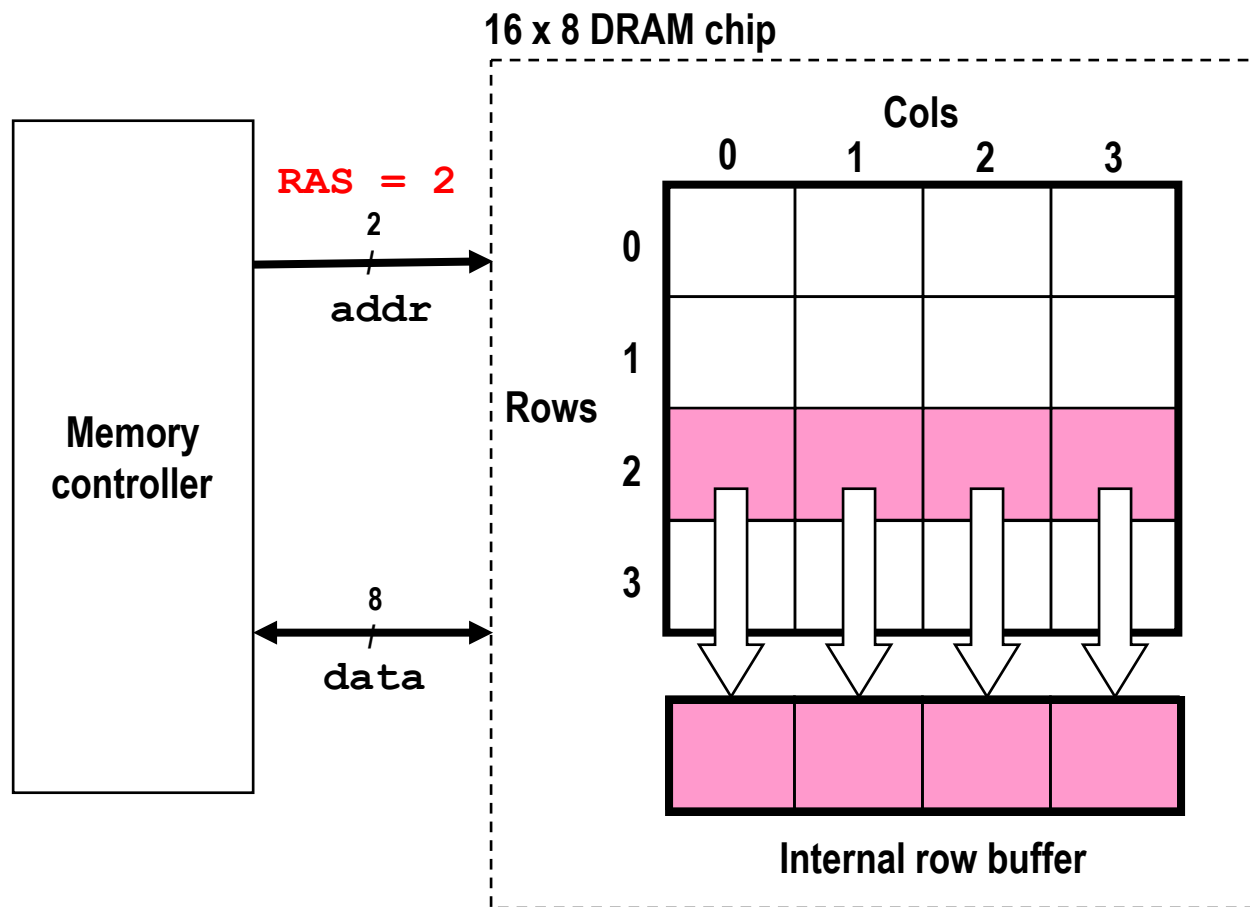 16 x 8 DRAM chip
Cols
0 1 2 3
RAS = 2
2
addr
0
1
Rows
2
3
Memory
controller
8
data
Internal row buffer